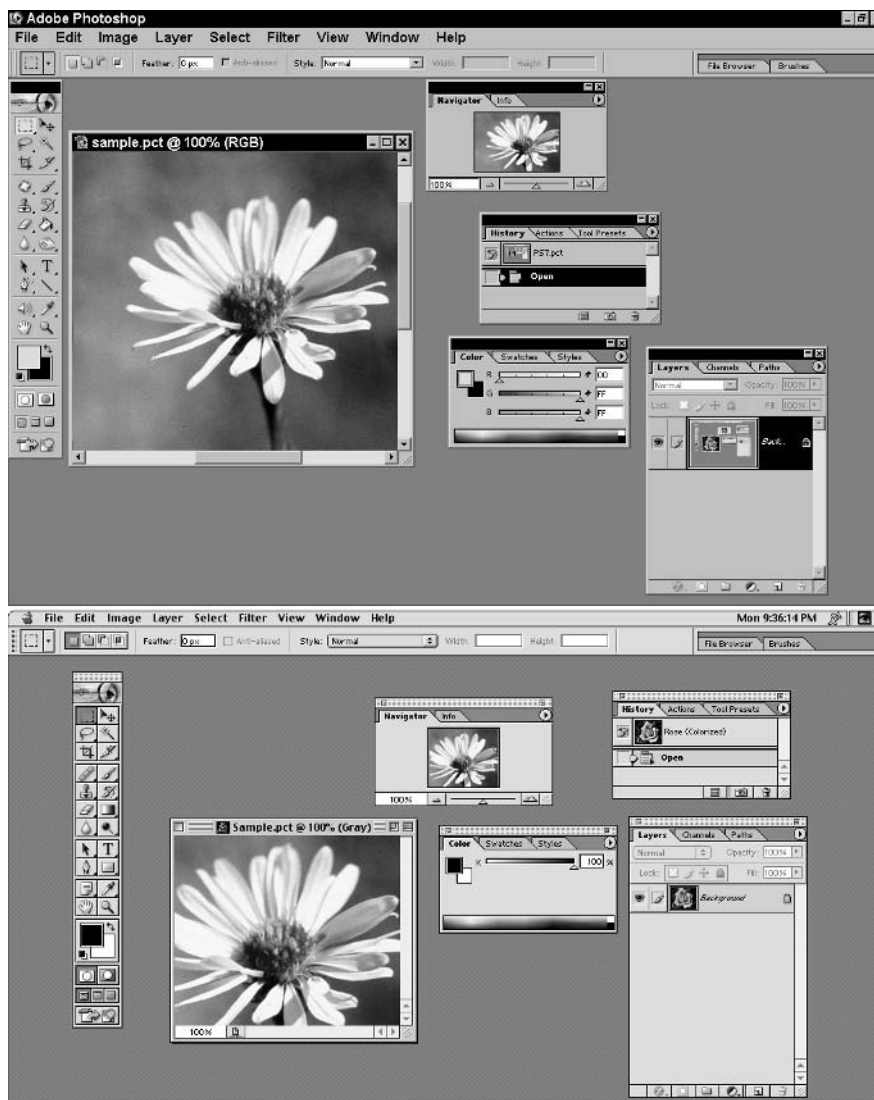 Adobe Photoshop
File Edit Image Layer Select Filter View Window Help
Feather: 0 px Anti-aliased Style: Normal Width: Height: File Browser Brushes
Navigator Info
100%
sample.pct @ 100% (RGB)
History Actions Tool Presets
PS7.pct
Open
Color Swatches Styles
R 00
G FF
B FF
Layers Channels Paths
Normal Opacity: 100%
Lock: Fill: 100%
Back..
File Edit Image Layer Select Filter View Window Help Mon 9:36:14 PM
Feather: 0 px Anti-aliased Style: Normal Width: Height: File Browser Brushes
Navigator Info
100%
History Actions Tool Presets
Rose (Colorized)
Open
Sample.pct @ 100% (Gray)
100%
Color Swatches Styles
K 100 %
Layers Channels Paths
Normal Opacity: 100%
Lock: Fill: 100%
Background